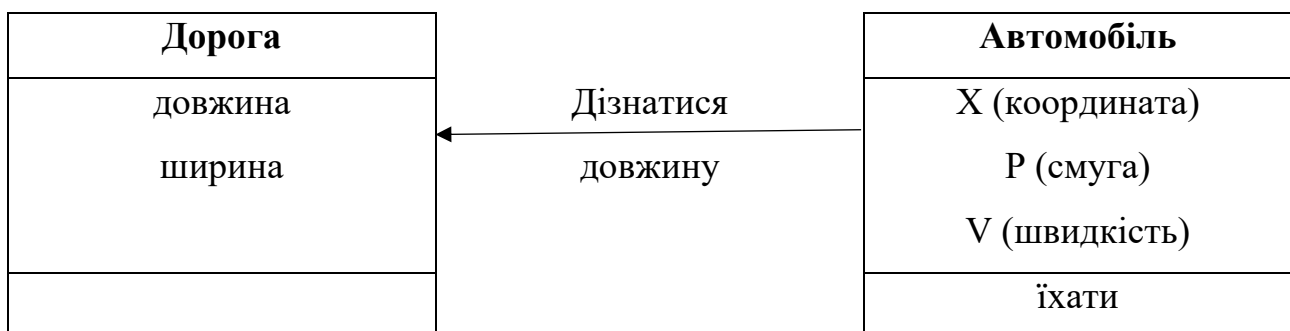 Дорога
довжина
ширина
Дізнатися
довжину
Автомобіль
X (координата)
P (смуга)
V (швидкість)
їхати